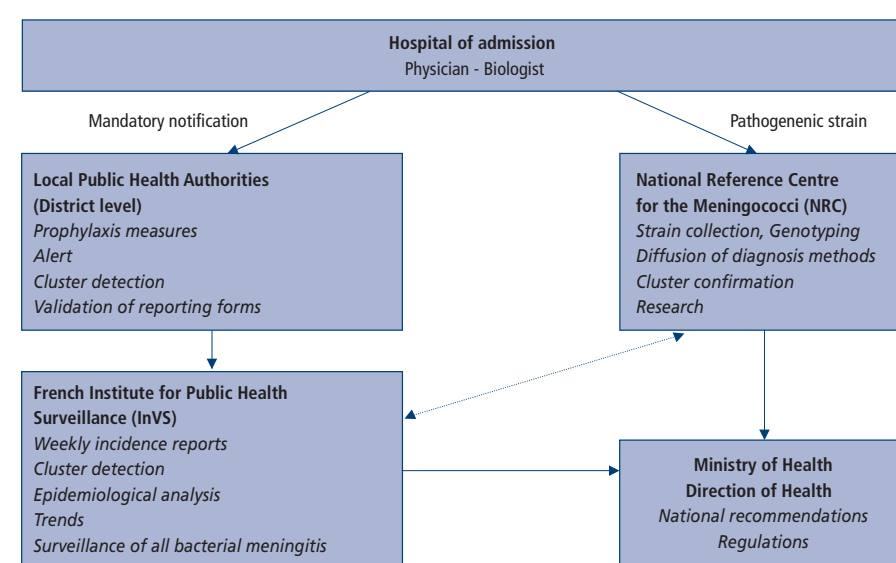 Hospital of admission
Physician - Biologist
Mandatory notification
Pathogenenic strain
Local Public Health Authorities
(District level)
Prophylaxis measures
Alert
Cluster detection
Validation of reporting forms
National Reference Centre
for the Meningococci (NRC)
Strain collection, Genotyping
Diffusion of diagnosis methods
Cluster confirmation
Research
French Institute for Public Health
Surveillance (InVS)
Weekly incidence reports
Cluster detection
Epidemiological analysis
Trends
Surveillance of all bacterial meningitis
Ministry of Health
Direction of Health
National recommendations
Regulations